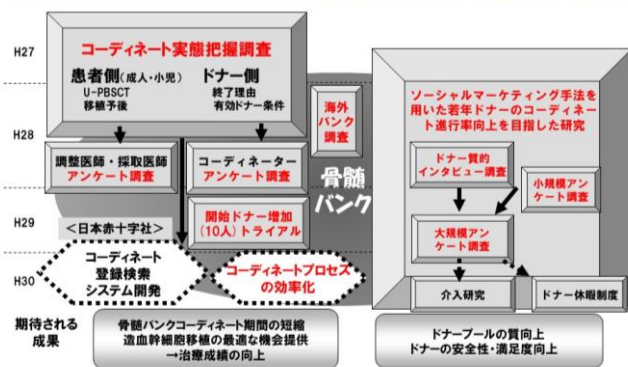 H27
コーディネート実態把握調査
患者側(成人・小児)
U-PBSCT
移植予後
ドナー側
終了理由
有効ドナー条件
海外
バンク
調査
H28
調整医師・採取医師
アンケート調査
コーディネーター
アンケート調査
骨髄
バンク
H29
＜日本赤十字社＞
開始ドナー増加
(10人)トライアル
H30
コーディネート
登録検索
システム開発
コーディネートプロセス
の効率化
ソーシャルマーケティング手法を
用いた若年ドナーのコーディネー
ト進行率向上を目指した研究
ドナー質的
インタビュー調査
小規模アン
ケート調査
大規模アン
ケート調査
介入研究
ドナー休暇制度
期待される
成果
骨髄バンクコーディネート期間の短縮
造血幹細胞移植の最適な機会提供
→治療成績の向上
ドナープールの質向上
ドナーの安全性・満足度向上